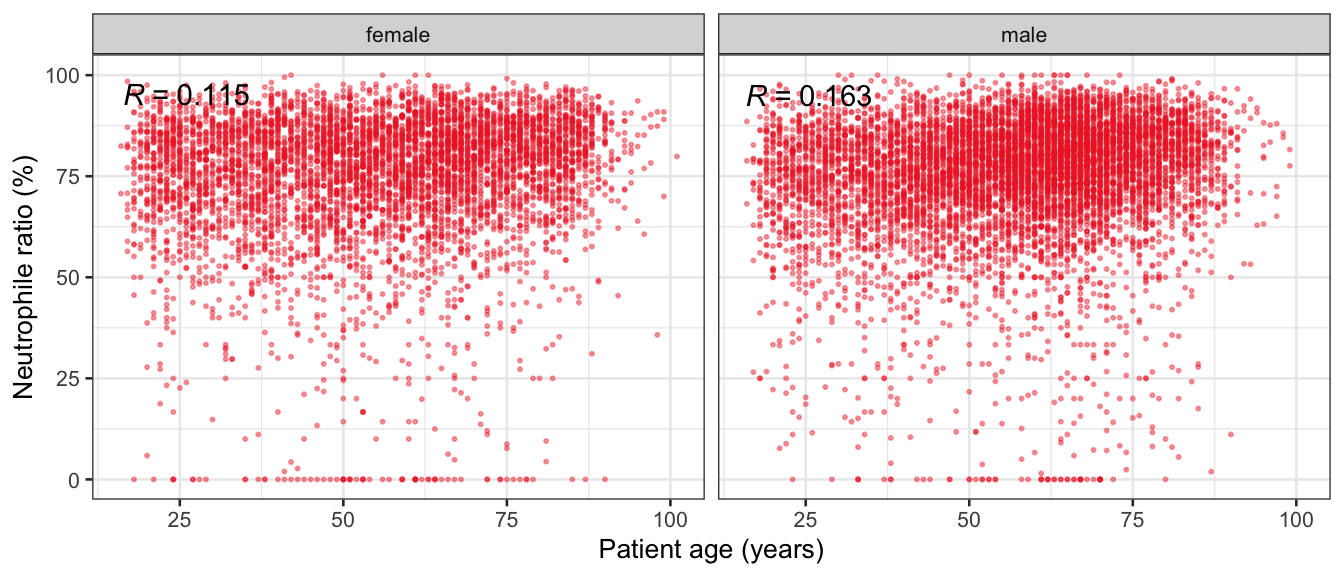 female
male
R = 0.115
R = 0.163
Neutrophile ratio (%)
100
75
50
25
0
25 50 75 100
25 50 75 100
Patient age (years)